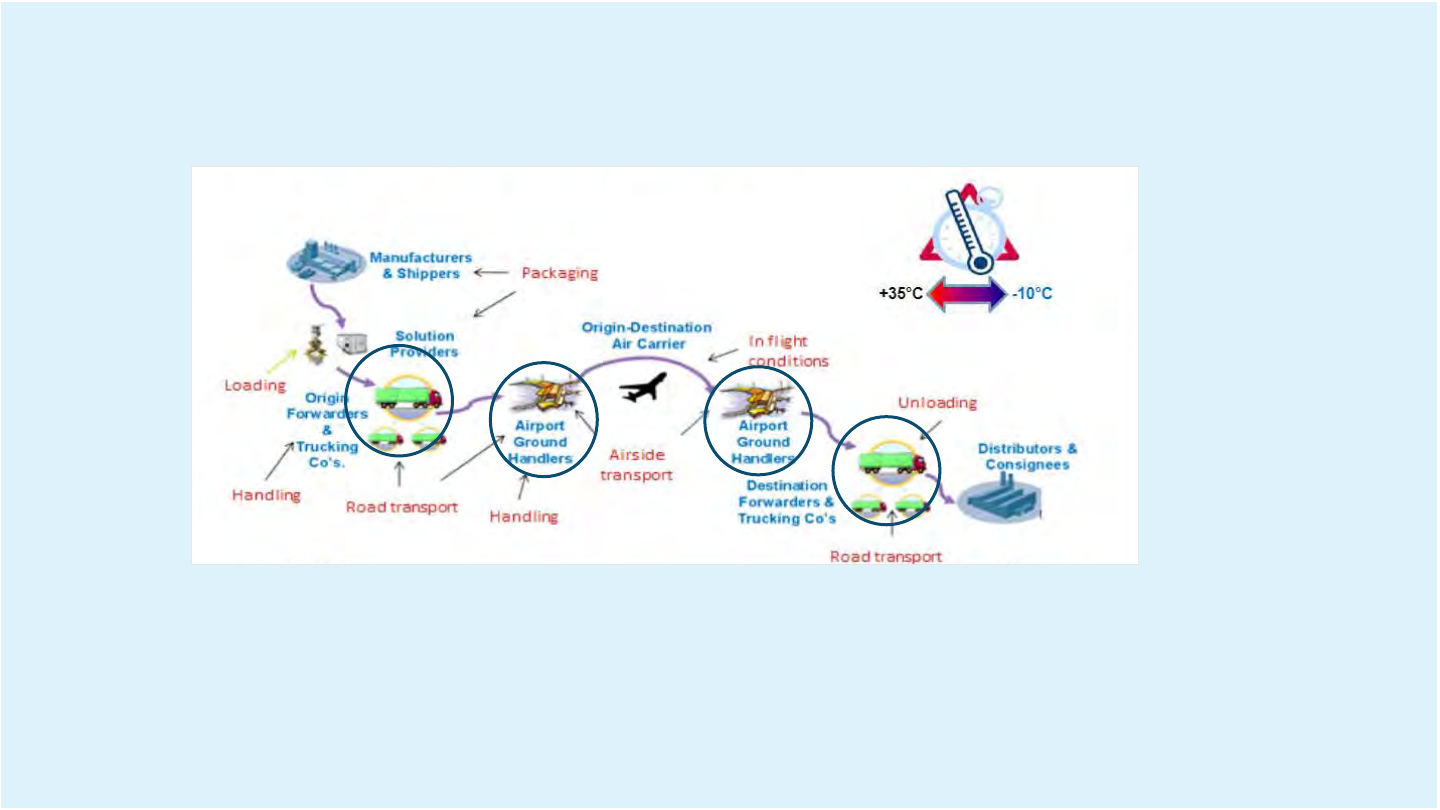 Manufacturers
& Shippers
Packaging
+35°C
-10°C
Solution
Providers
Loading
Origin
Forwarders
&
Trucking
Co's.
Handling
Road transport
Airport
Ground
Handlers
Handling
Origin-Destination
Air Carrier
In flight
conditions
Airside
transport
Airport
Ground
Handlers
Destination
Forwarders &
Trucking Co's
Unloading
Distributors &
Consignees
Road transport